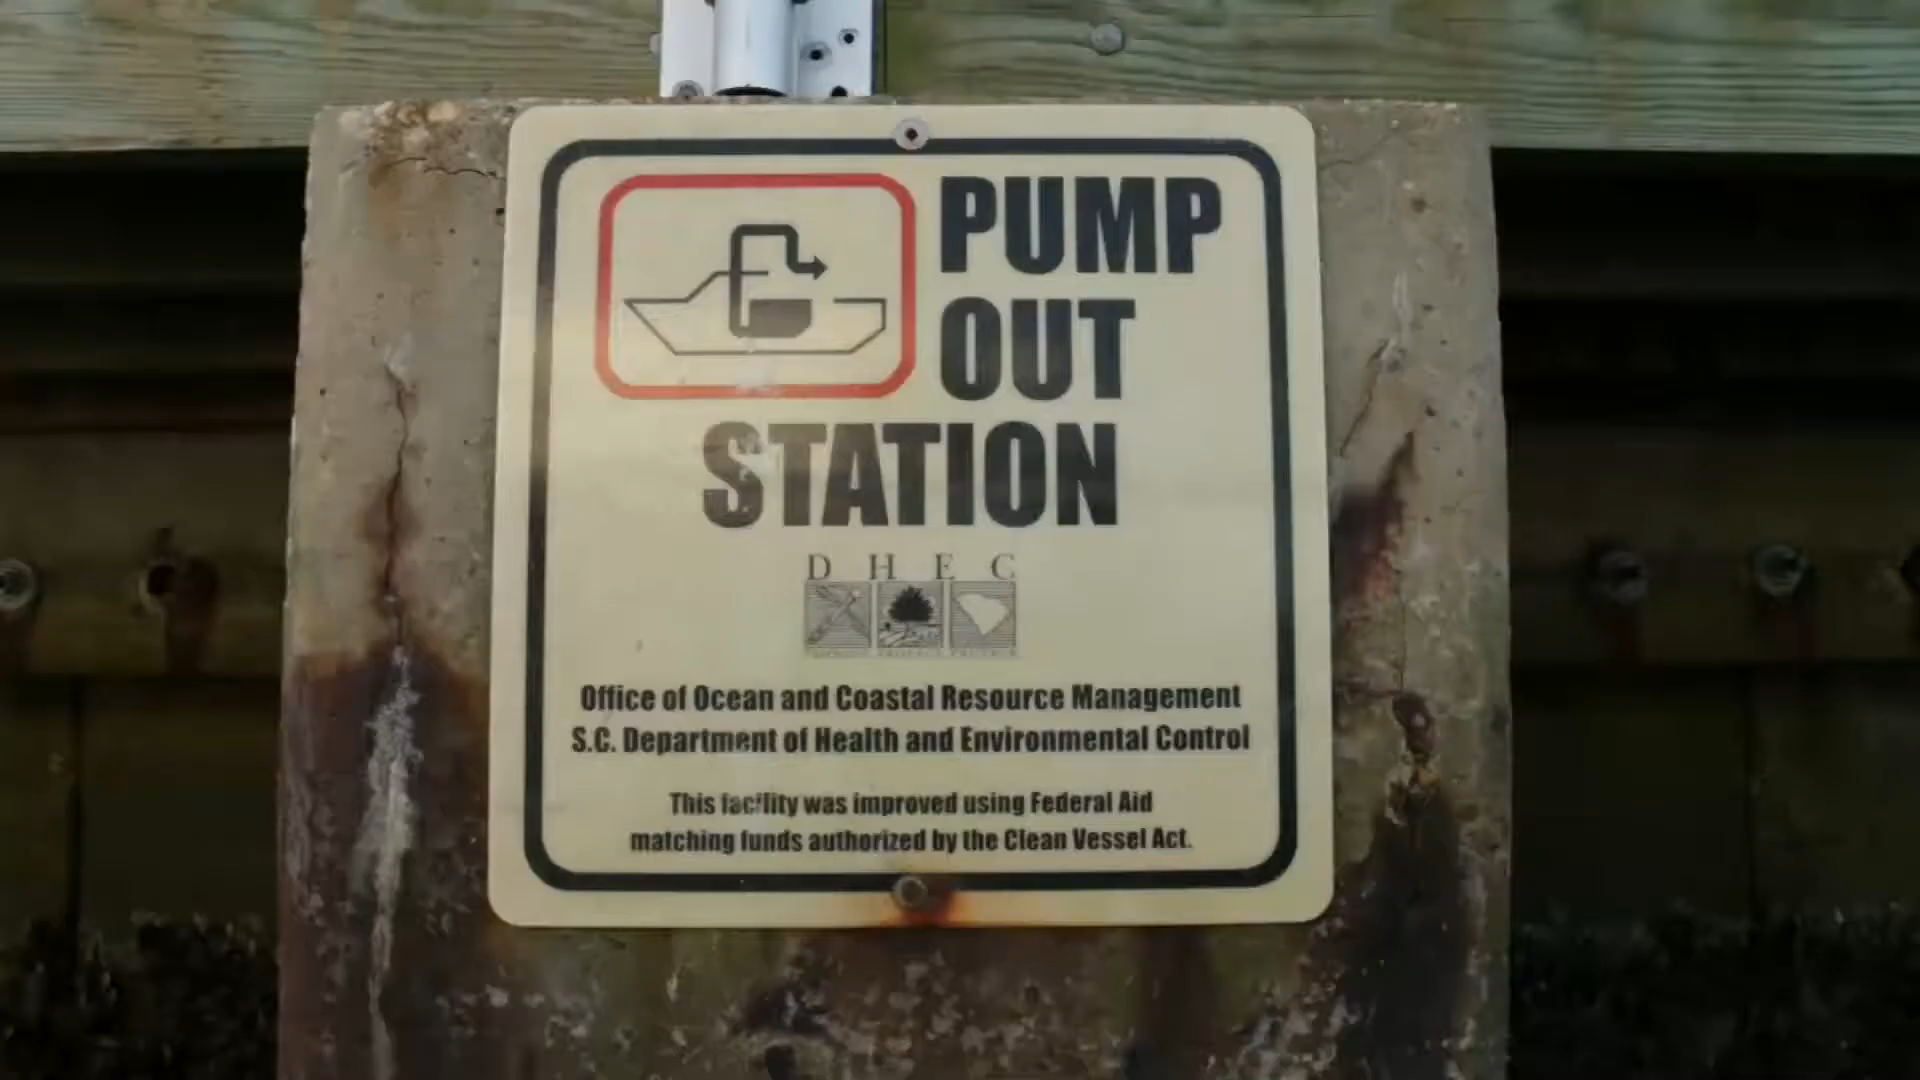 PUMP
OUT
STATION
D H E C
Office of Ocean and Coastal Resource Management
S.C. Department of Health and Environmental Control
This facility was improved using Federal Aid
matching funds authorized by the Clean Vessel Act.